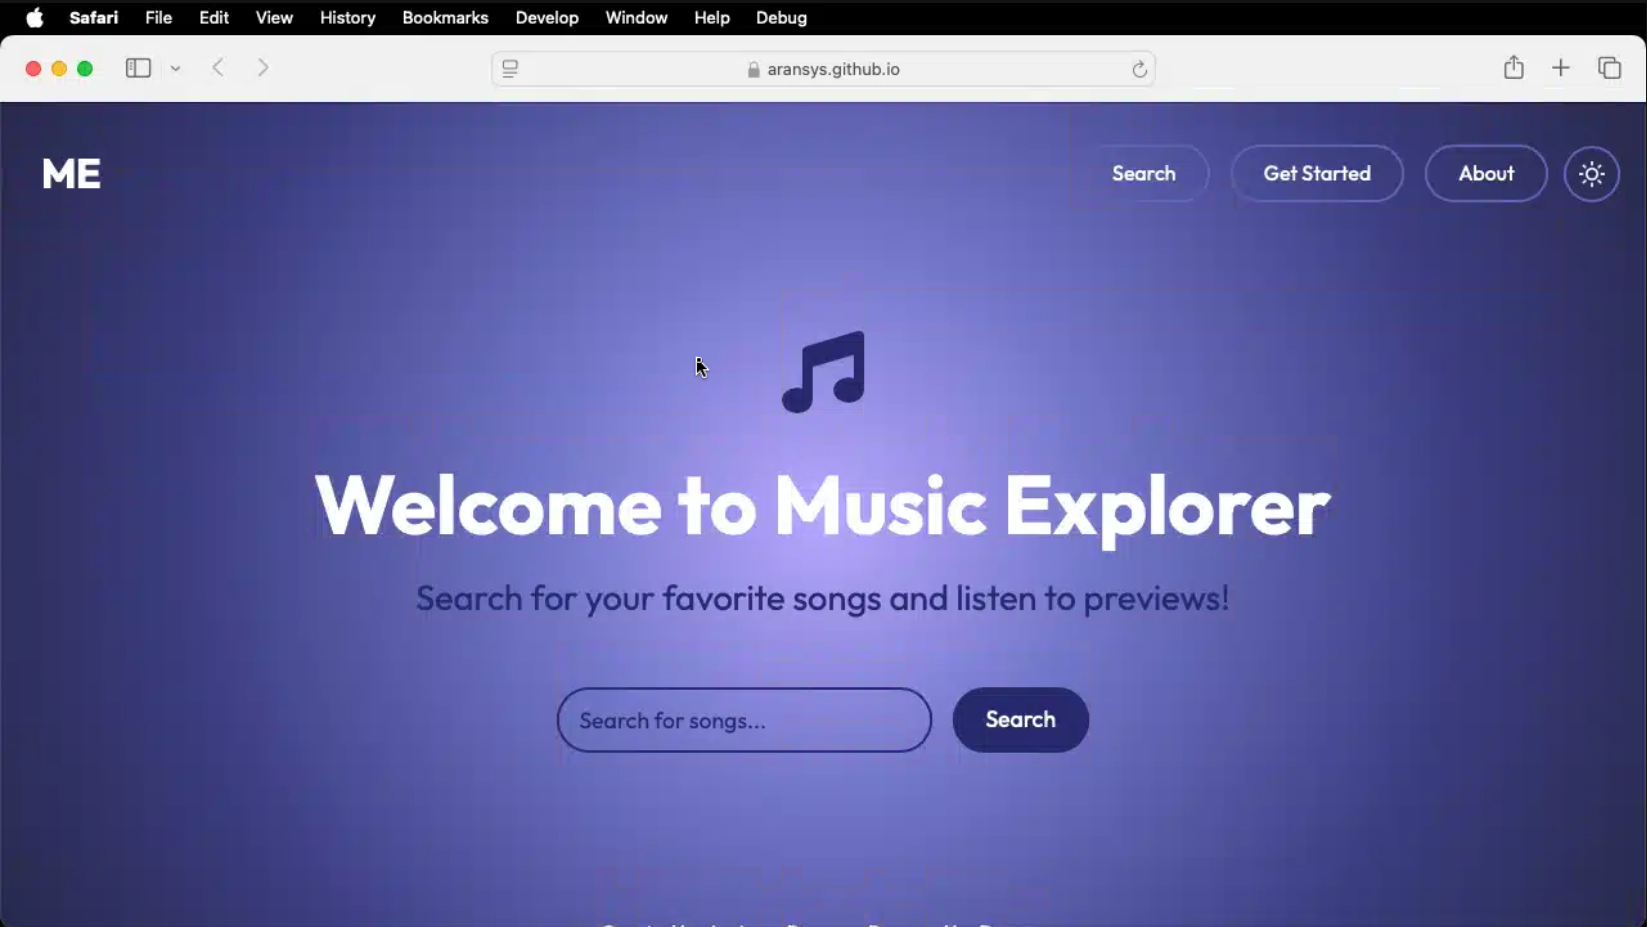 Safari File Edit View History Bookmarks Develop Window Help Debug
aransys.github.io
ME Search Get Started About
Welcome to Music Explorer
Search for your favorite songs and listen to previews!
Search for songs... Search